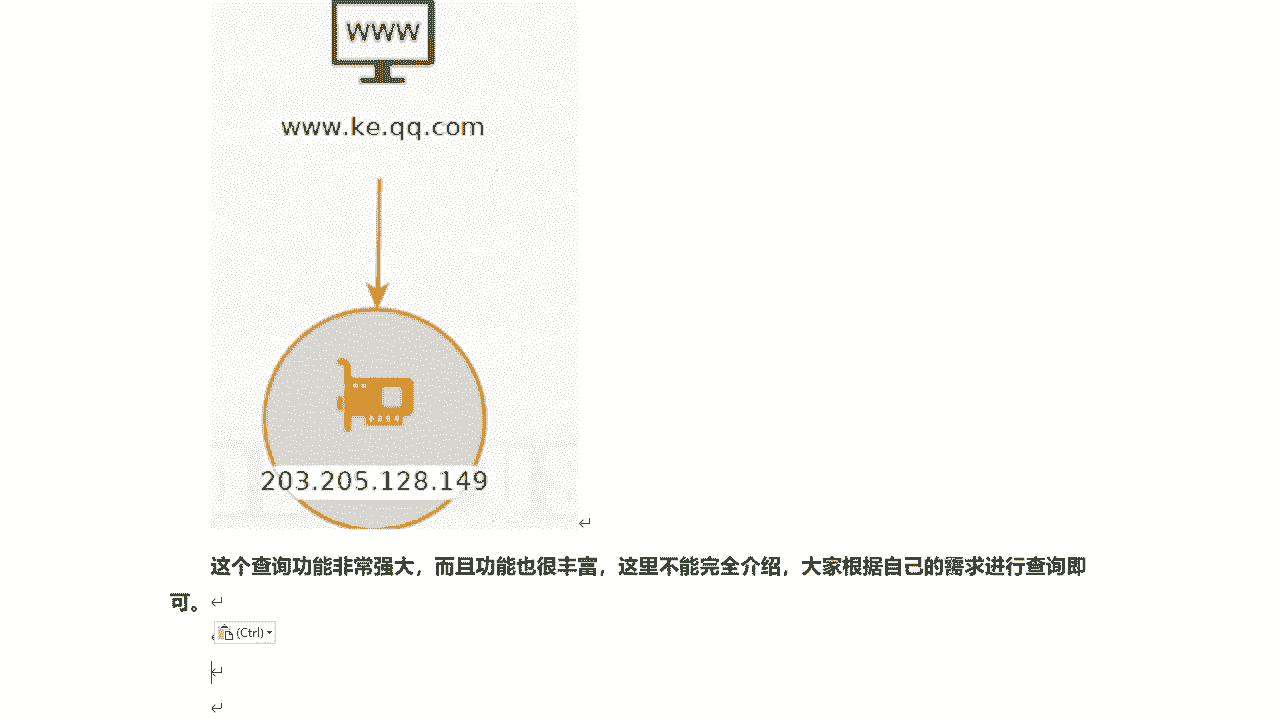 www
www.ke.qq.com
203.205.128.149
这个查询功能非常强大，而且功能也很丰富，这里不能完全介绍，大家根据自己的需求进行查询即
可。
(Ctrl)